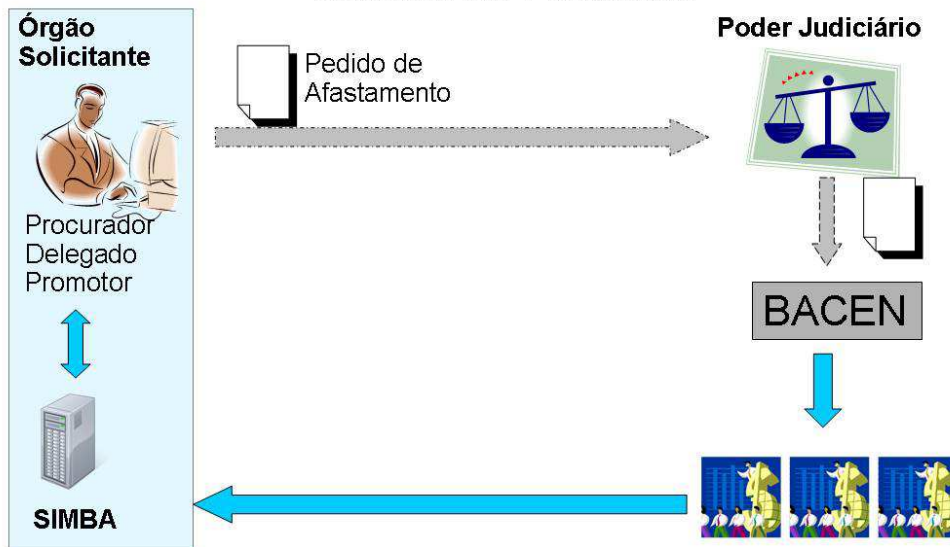 Órgão
Solicitante
Procurador
Delegado
Promotor
SIMBA
Pedido de
Afastamento
Poder Judiciário
BACEN